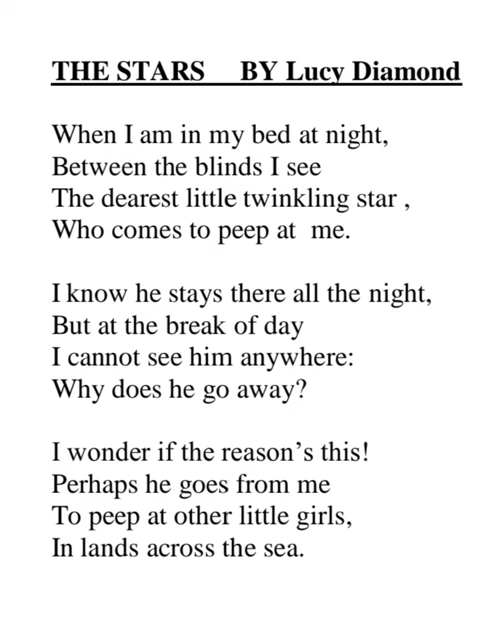 THE STARS BY Lucy Diamond
When I am in my bed at night,
Between the blinds I see
The dearest little twinkling star ,
Who comes to peep at me.
I know he stays there all the night,
But at the break of day
I cannot see him anywhere:
Why does he go away?
I wonder if the reason’s this!
Perhaps he goes from me
To peep at other little girls,
In lands across the sea.